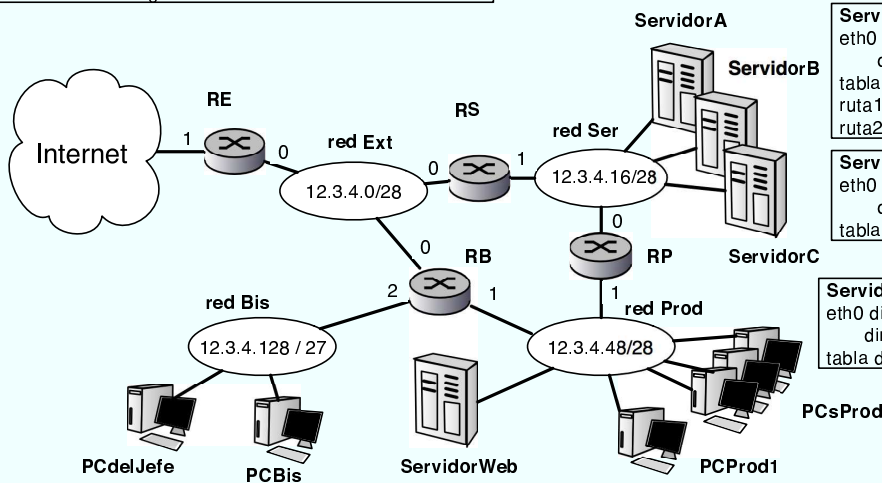 ServidorA
Serv
eth0
RE
ServidorB
tabla
RS
ruta1
1
red Ext
red Ser
ruta2
Internet
0
0
1
12.3.4.0/28
12.3.4.16/28
Serv
eth0
0
tabla
0
RB
RP
ServidorC
2
1
1
Servid
red Bis
red Prod
eth0 di
12.3.4.128 / 27
12.3.4.48/28
tabla d
PCsProd
PCdelJefe
PCBis
ServidorWeb
PCProd1